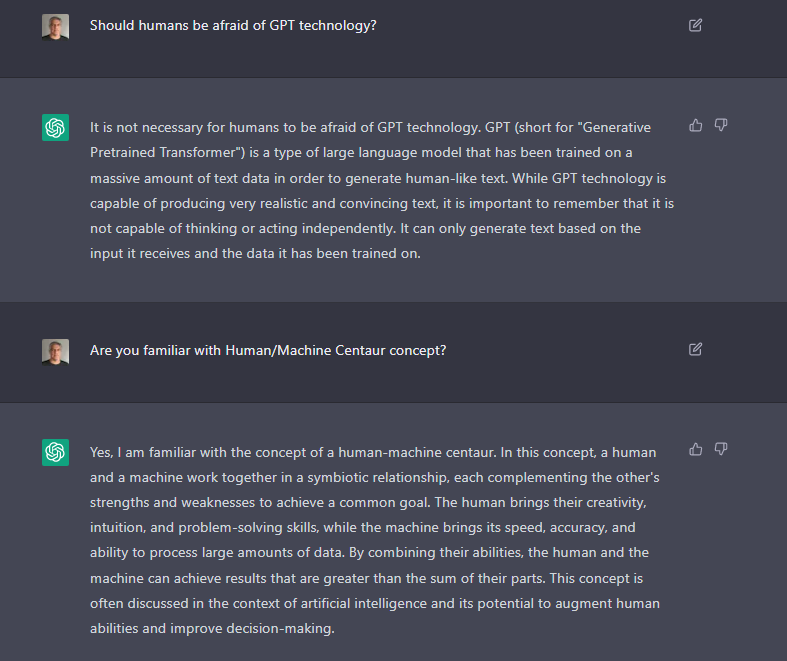 Should humans be afraid of GPT technology?
It is not necessary for humans to be afraid of GPT technology. GPT (short for "Generative
Pretrained Transformer") is a type of large language model that has been trained on a
massive amount of text data in order to generate human-like text. While GPT technology is
capable of producing very realistic and convincing text, it is important to remember that it is
not capable of thinking or acting independently. It can only generate text based on the
input it receives and the data it has been trained on.
Are you familiar with Human/Machine Centaur concept?
Yes, I am familiar with the concept of a human-machine centaur. In this concept, a human
and a machine work together in a symbiotic relationship, each complementing the other's
strengths and weaknesses to achieve a common goal. The human brings their creativity,
intuition, and problem-solving skills, while the machine brings its speed, accuracy, and
ability to process large amounts of data. By combining their abilities, the human and the
machine can achieve results that are greater than the sum of their parts. This concept is
often discussed in the context of artificial intelligence and its potential to augment human
abilities and improve decision-making.